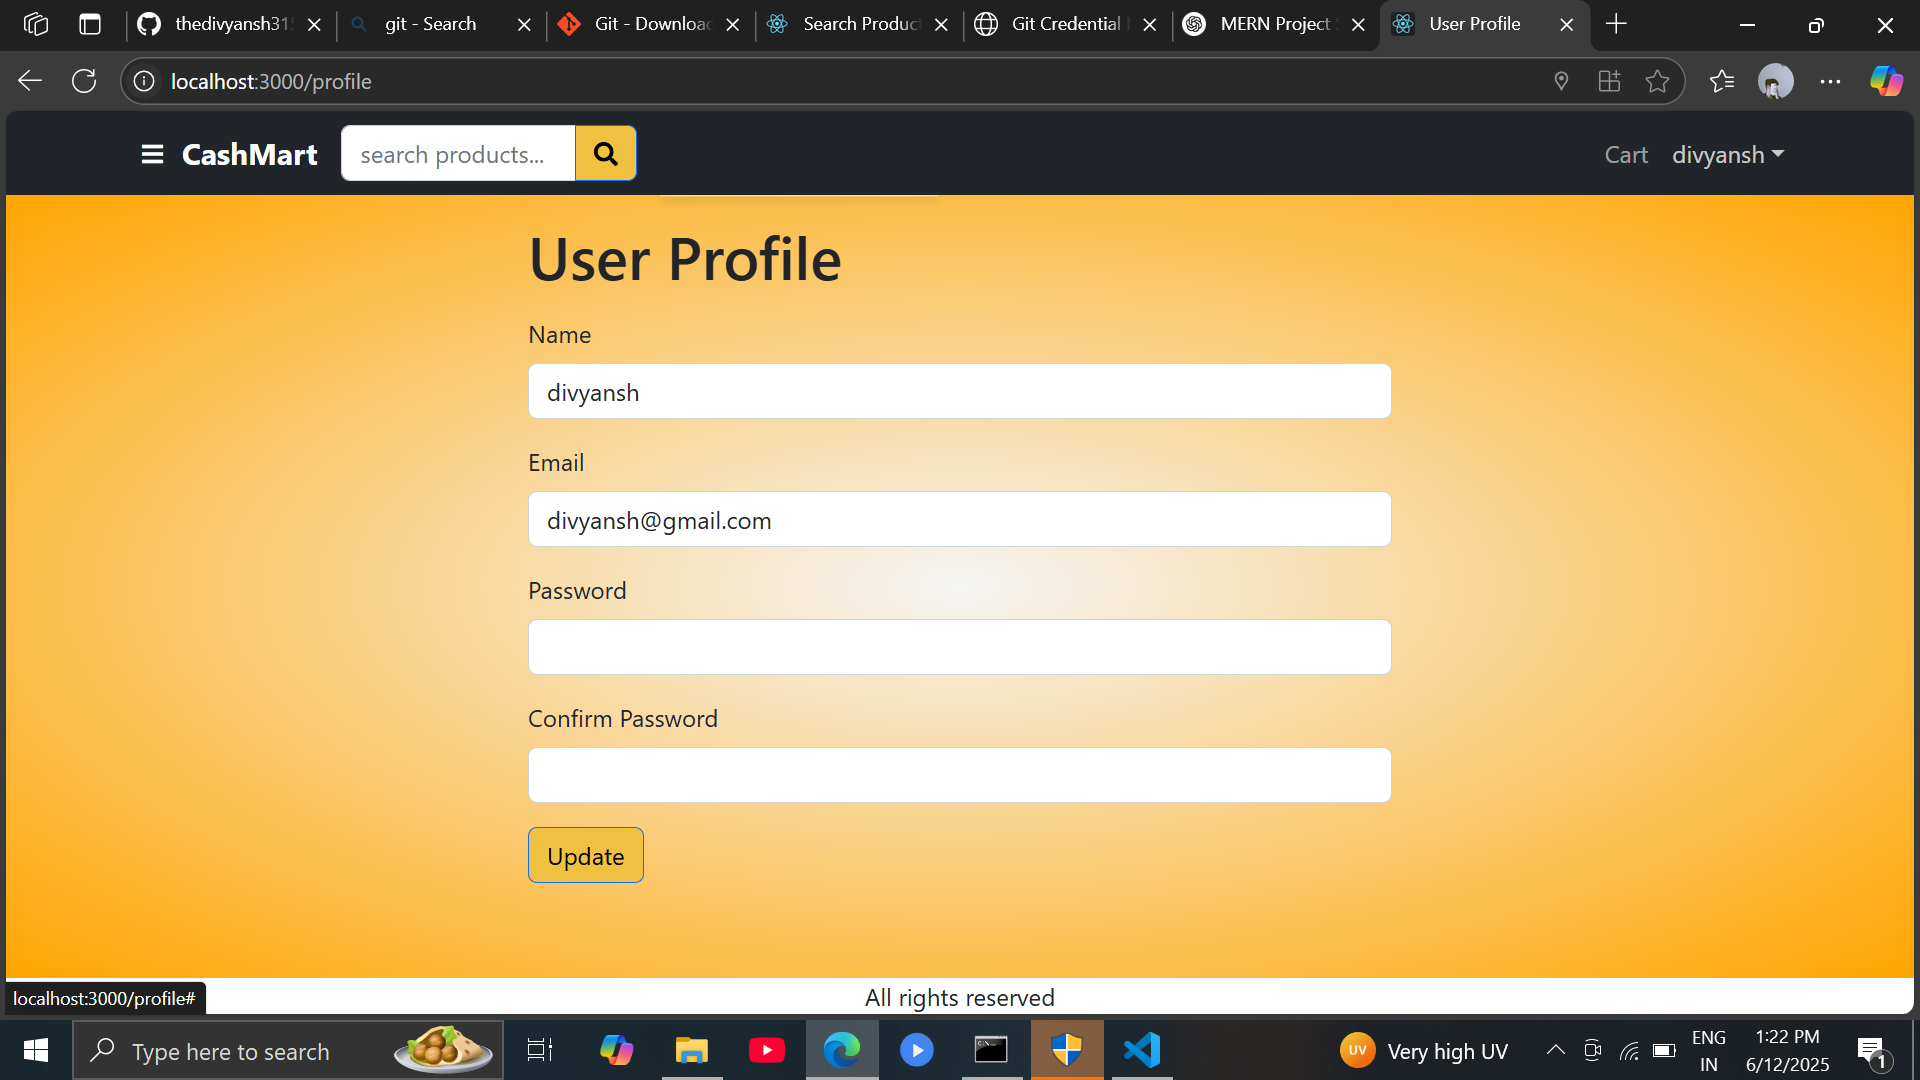 thedivyansh31
git - Search
Git - Downloa
Search Produc
Git Credential
MERN Project
User Profile
localhost:3000/profile
CashMart
search products...
Cart
divyansh
User Profile
Name
divyansh
Email
divyansh@gmail.com
Password
Confirm Password
Update
All rights reserved
localhost:3000/profile#
Type here to search
UV
Very high UV
ENG
IN
1:22 PM
6/12/2025
1